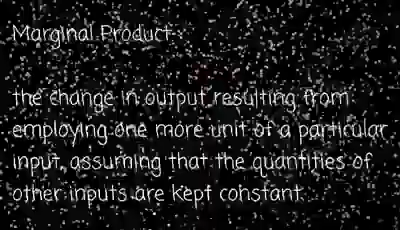 Marginal Product:
the change in output resulting from
employing one more unit of a particular
input, assuming that the quantities of
other inputs are kept constant.